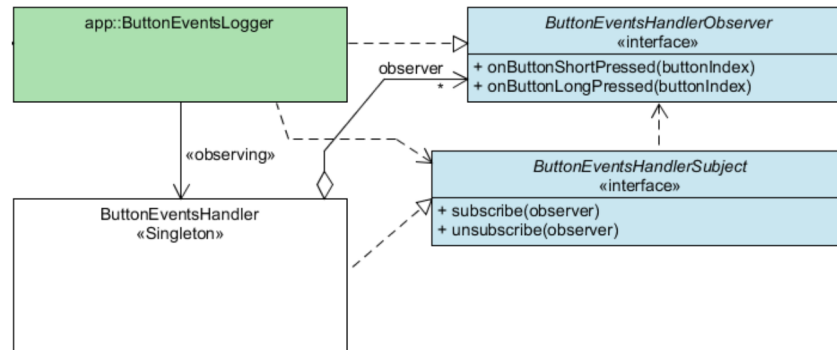 app::ButtonEventsLogger
ButtonEventsHandlerObserver
«interface»
+ onButtonShortPressed(buttonIndex)
+ onButtonLongPressed(buttonIndex)
observer
*
«observing»
ButtonEventsHandlerSubject
«interface»
+ subscribe(observer)
+ unsubscribe(observer)
ButtonEventsHandler
«Singleton»